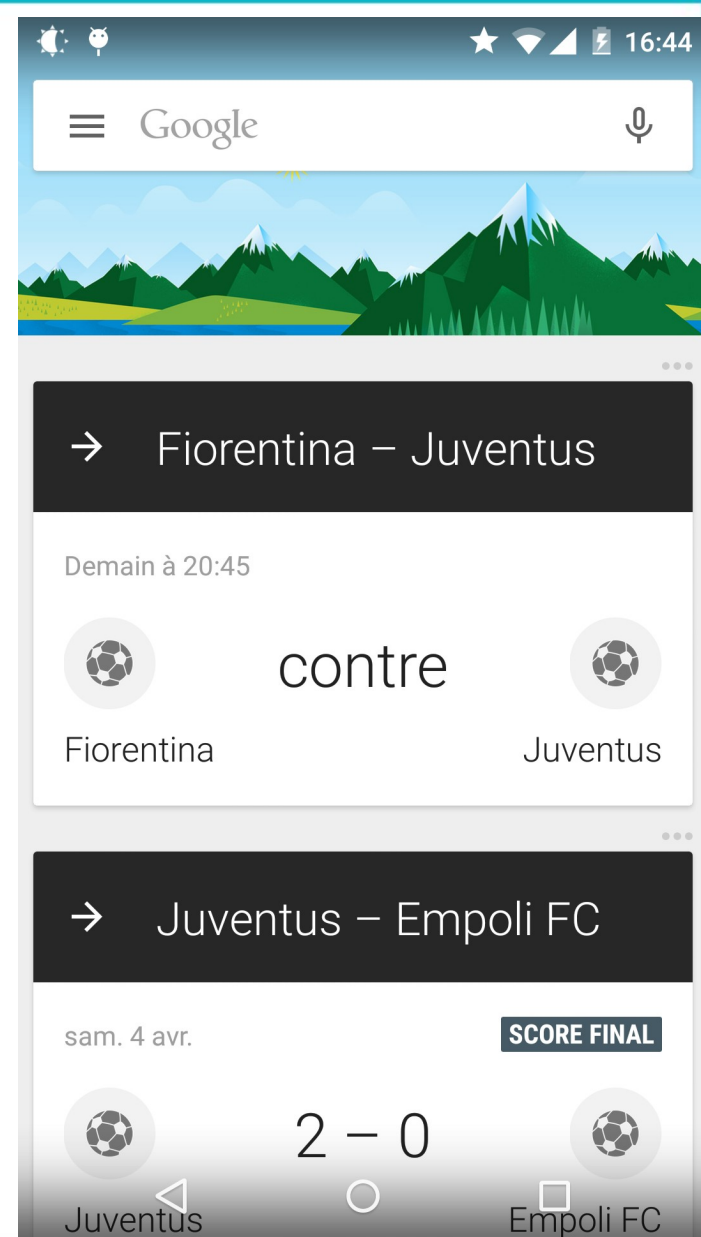 16:44
Google
Fiorentina – Juventus
Demain à 20:45
contre
Fiorentina
Juventus
Juventus – Empoli FC
sam. 4 avr.
SCORE FINAL
2 – 0
Juventus
Empoli FC